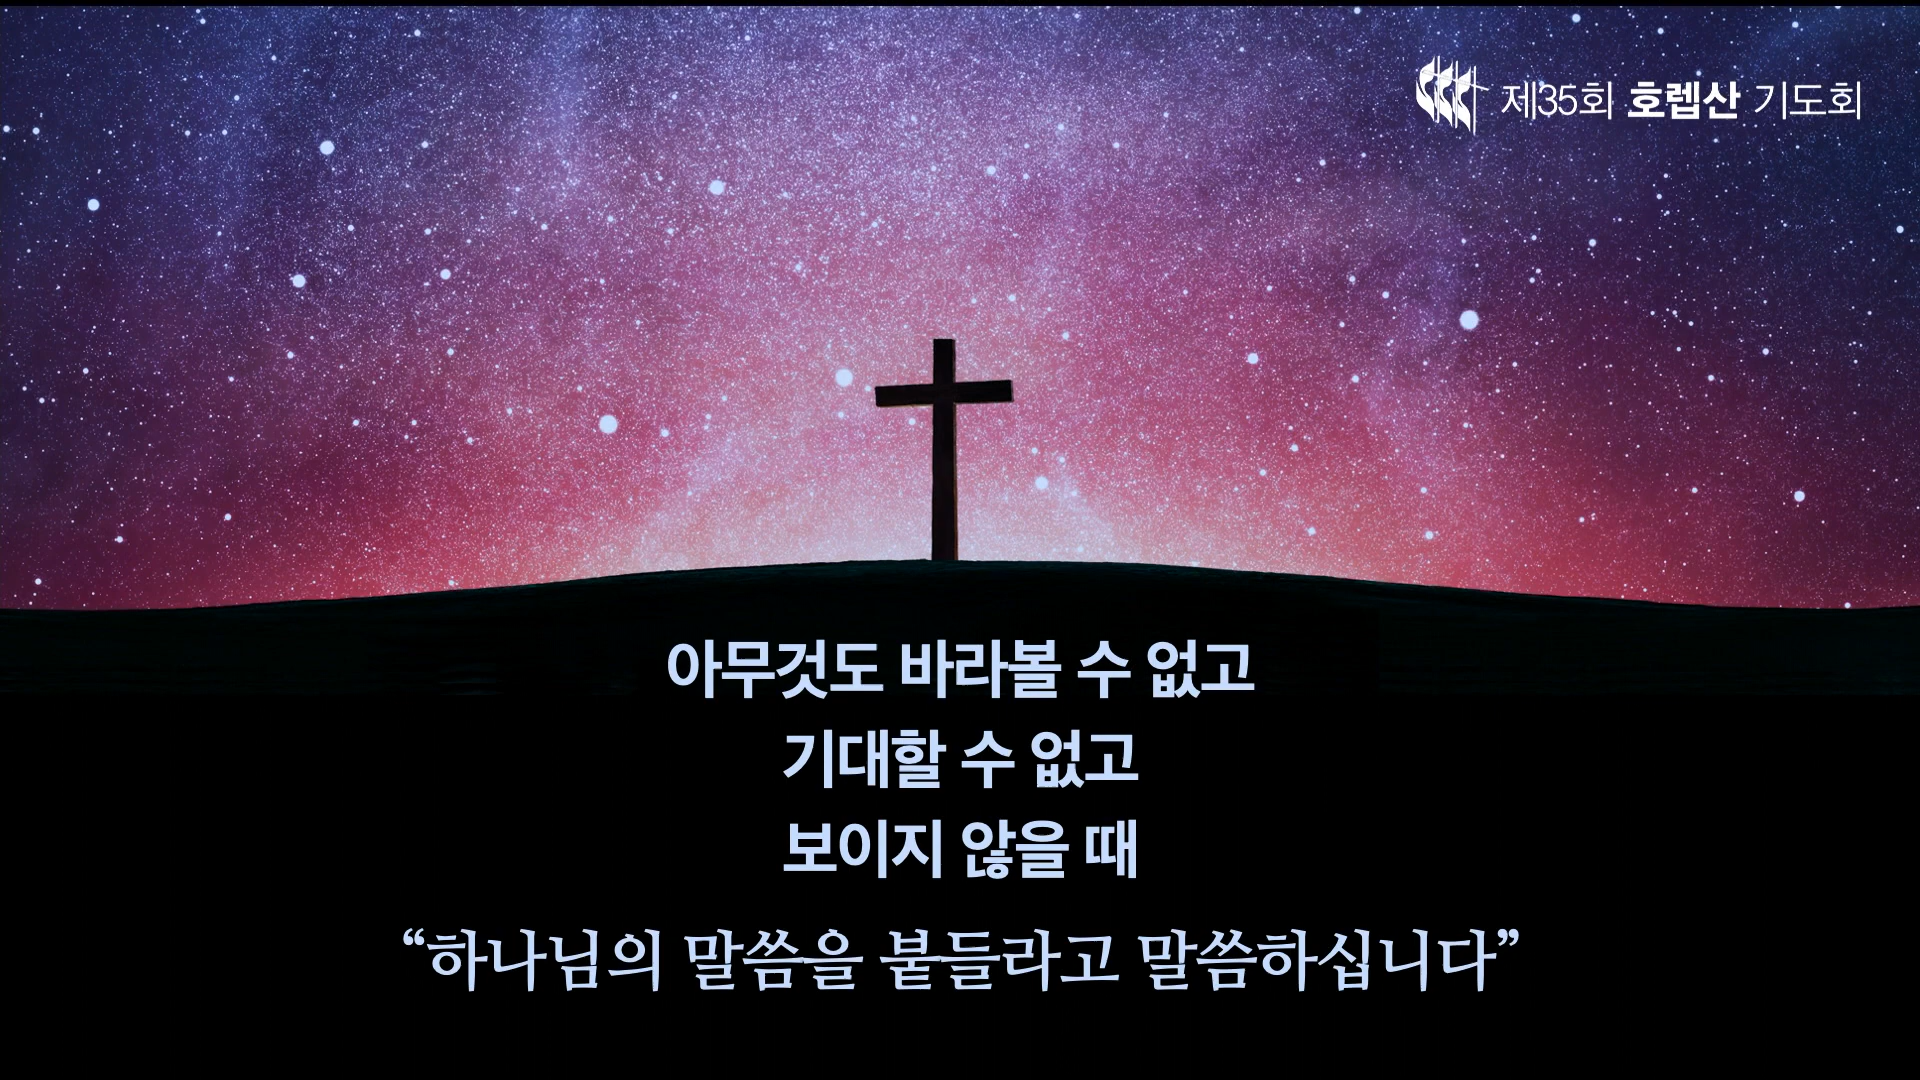 제35회 호렙산 기도회
아무것도 바라볼 수 없고
기대할 수 없고
보이지 않을 때
“하나님의 말씀을 붙들라고 말씀하십니다”